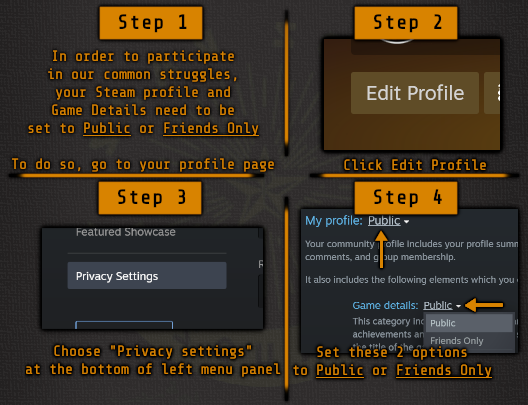 Step 1
In order to participate
in our common struggles,
your Steam profile and
Game Details need to be
set to Public or Friends Only
To do so, go to your profile page
Step 2
Edit Profile
Click Edit Profile
Step 3
Featured Showcase
Privacy Settings
R
Choose "Privacy settings"
at the bottom of left menu panel
Step 4
My profile: Public
Your community profile includes your profile summ
comments, and group membership.
It also includes the following elements which you
Game details: Public
This category inc
achievements an
the title of the ga
Public
Friends Only
Set these 2 options
to Public or Friends Only